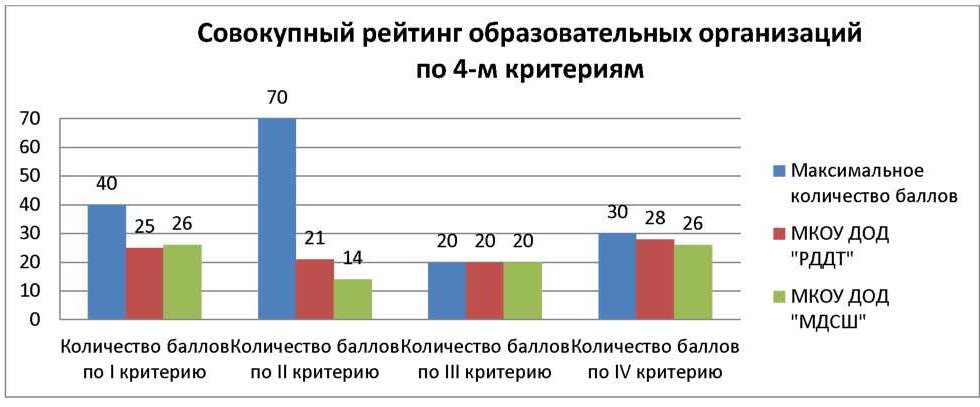 Совокупный рейтинг образовательных организаций
по 4-м критериям
70
60
50
40
30
20
10
0
40
25
26
70
21
14
20
20
20
30
28
26
Количество баллов
по I критерию
Количество баллов
по II критерию
Количество баллов
по III критерию
Количество баллов
по IV критерию
Максимальное
количество баллов
МКОУ ДОД
"РДДТ"
МКОУ ДОД
"МДСШ"